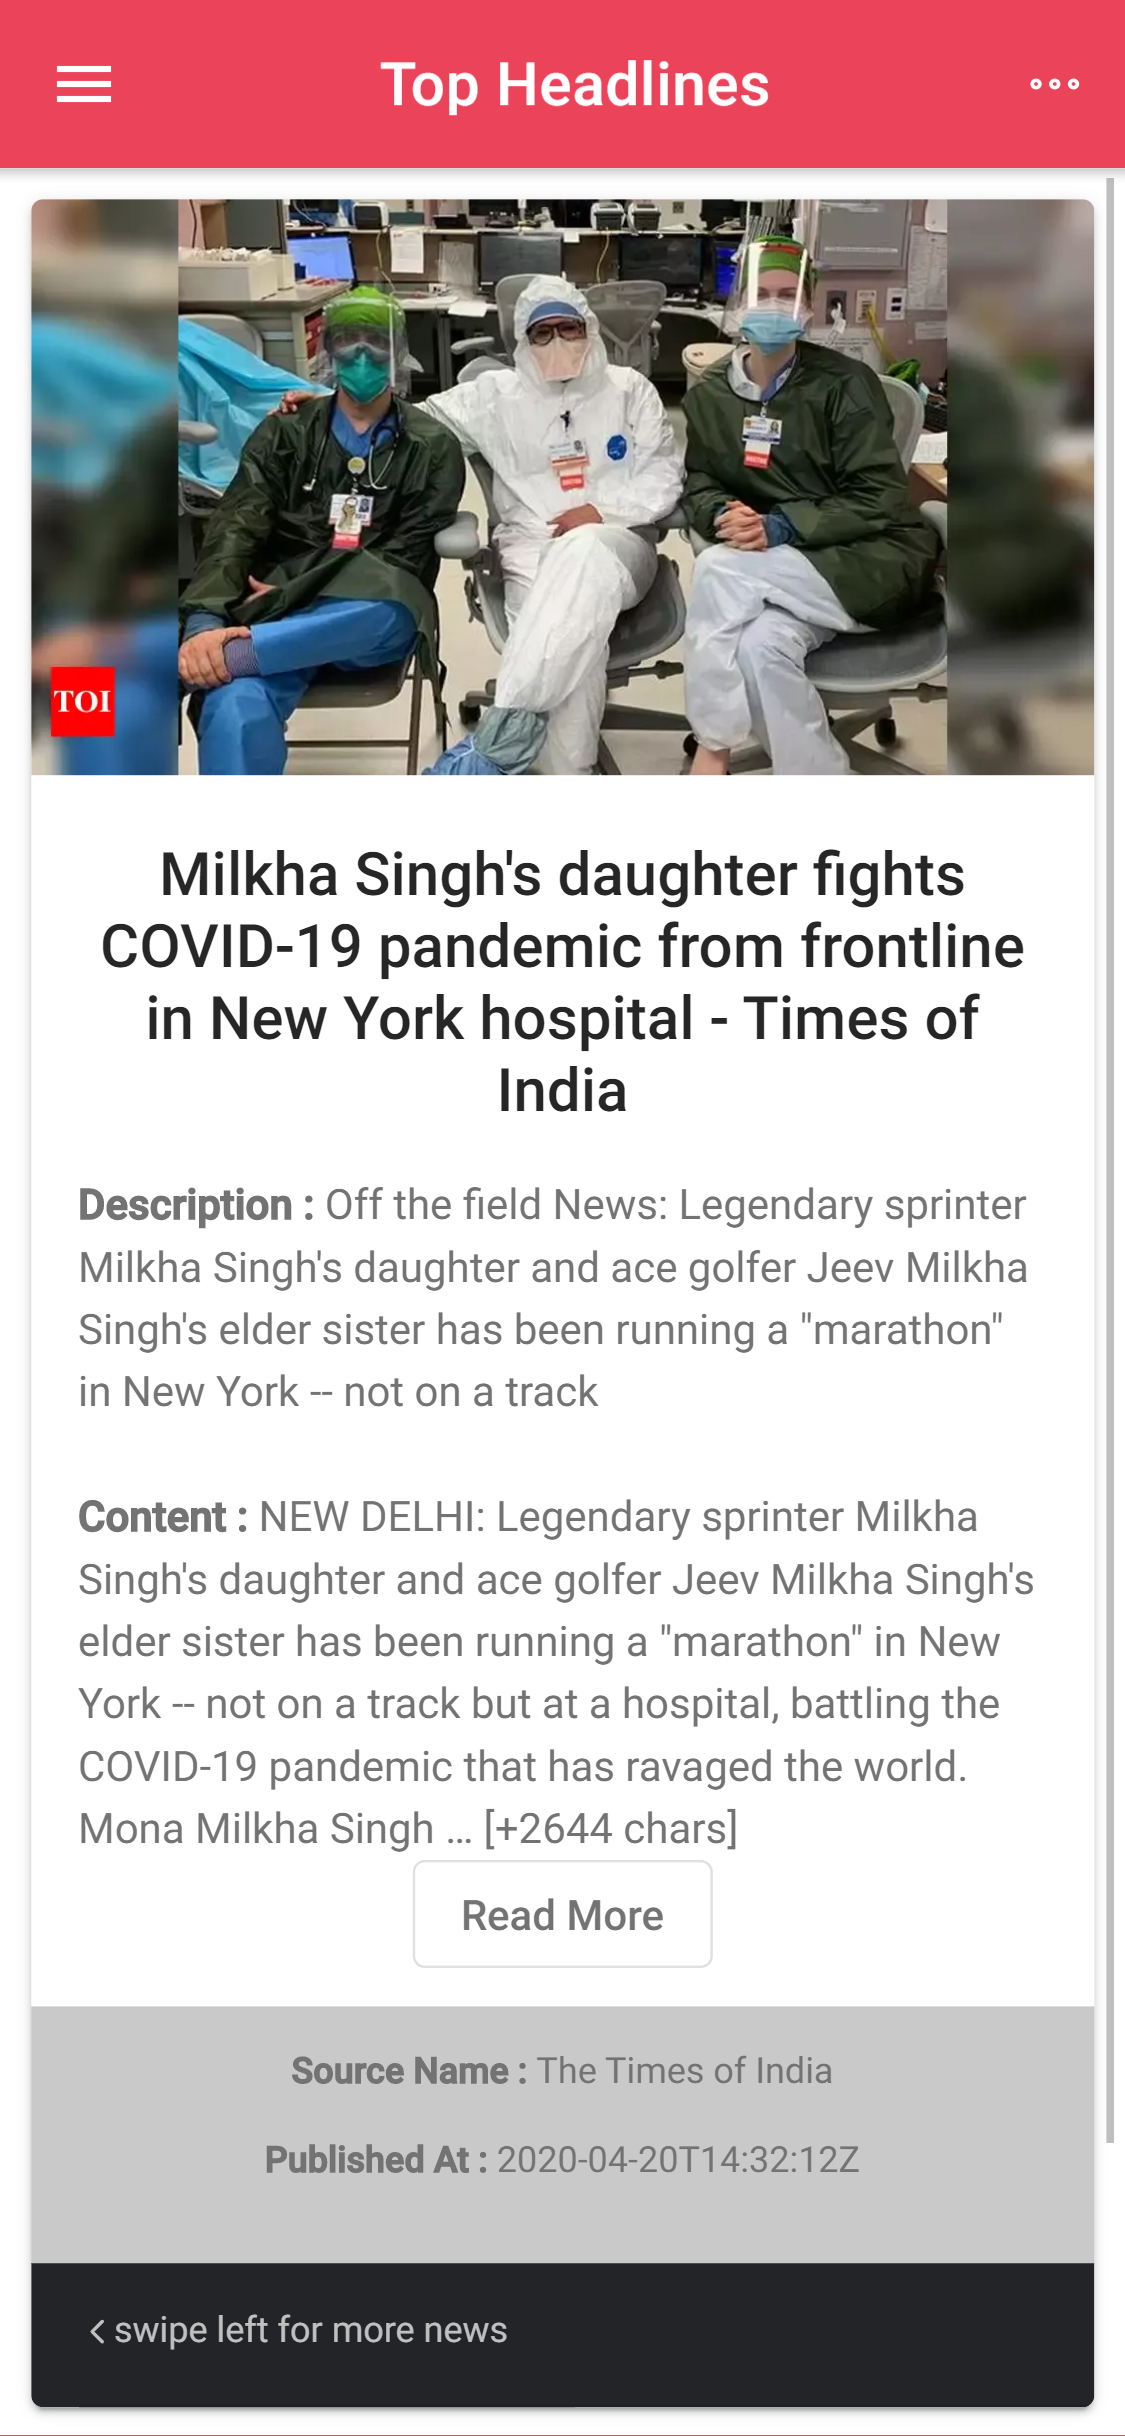 Top Headlines
TOI
Milkha Singh's daughter fights
COVID-19 pandemic from frontline
in New York hospital - Times of
India
Description : Off the field News: Legendary sprinter
Milkha Singh's daughter and ace golfer Jeev Milkha
Singh's elder sister has been running a "marathon"
in New York -- not on a track
Content : NEW DELHI: Legendary sprinter Milkha
Singh's daughter and ace golfer Jeev Milkha Singh's
elder sister has been running a "marathon" in New
York -- not on a track but at a hospital, battling the
COVID-19 pandemic that has ravaged the world.
Mona Milkha Singh … [+2644 chars]
Read More
Source Name : The Times of India
Published At : 2020-04-20T14:32:12Z
swipe left for more news